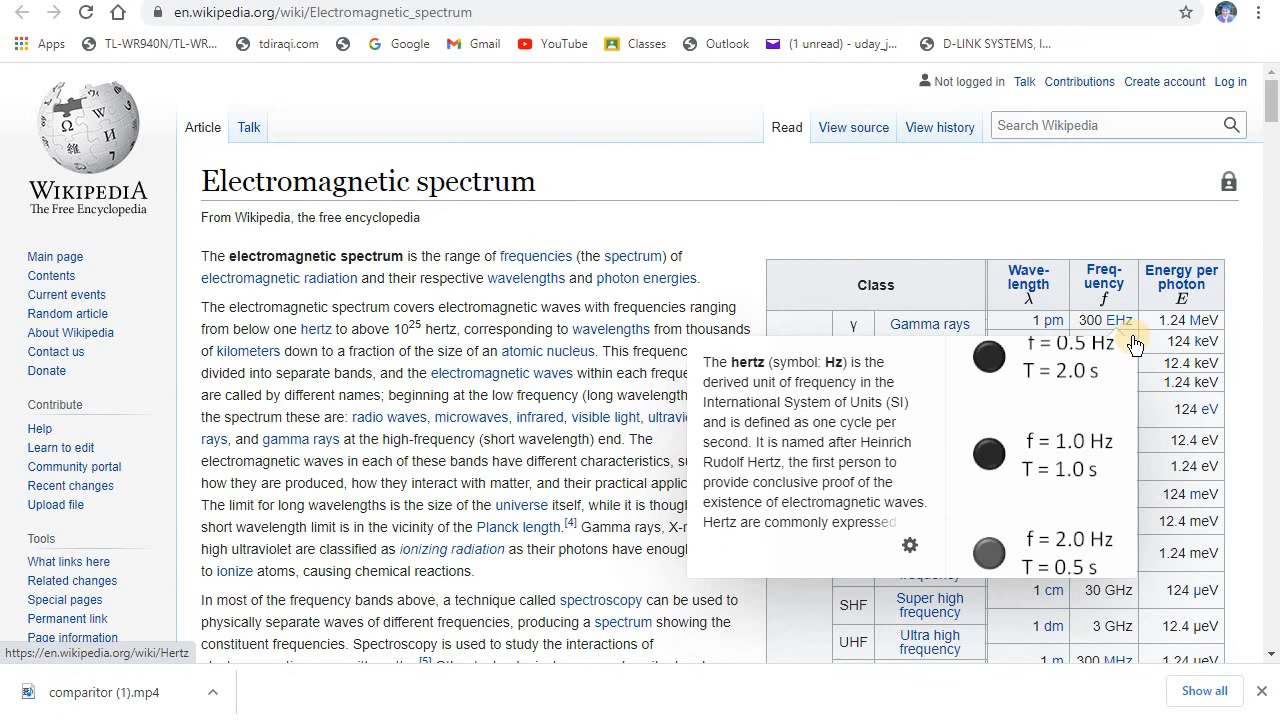 en.wikipedia.org/wiki/Electromagnetic_spectrum
Apps TL-WR940N/TL-WR... tdiraqi.com Google Gmail YouTube Classes Outlook (1 unread) - uday_j... D-LINK SYSTEMS, I...
Not logged in Talk Contributions Create account Log in
Article Talk Read View source View history Search Wikipedia
WIKIPEDIA
The Free Encyclopedia
Main page
Contents
Current events
Random article
About Wikipedia
Contact us
Donate
Contribute
Help
Learn to edit
Community portal
Recent changes
Upload file
Tools
What links here
Related changes
Special pages
Permanent link
Page information
Electromagnetic spectrum
From Wikipedia, the free encyclopedia
The electromagnetic spectrum is the range of frequencies (the spectrum) of
electromagnetic radiation and their respective wavelengths and photon energies.
The electromagnetic spectrum covers electromagnetic waves with frequencies ranging
from below one hertz to above 10²⁵ hertz, corresponding to wavelengths from thousands
of kilometers down to a fraction of the size of an atomic nucleus. This frequenc
divided into separate bands, and the electromagnetic waves within each freque
are called by different names; beginning at the low frequency (long wavelength
the spectrum these are: radio waves, microwaves, infrared, visible light, ultravi
rays, and gamma rays at the high-frequency (short wavelength) end. The
electromagnetic waves in each of these bands have different characteristics, su
how they are produced, how they interact with matter, and their practical applic
The limit for long wavelengths is the size of the universe itself, while it is though
short wavelength limit is in the vicinity of the Planck length.[4] Gamma rays, X-r
high ultraviolet are classified as ionizing radiation as their photons have enough
to ionize atoms, causing chemical reactions.
In most of the frequency bands above, a technique called spectroscopy can be used to
physically separate waves of different frequencies, producing a spectrum showing the
constituent frequencies. Spectroscopy is used to study the interactions of
Class Wave-length λ Freq-uency f Energy per photon E
γ Gamma rays 1 pm 300 EHz 1.24 MeV
124 keV
12.4 keV
1.24 keV
124 eV
12.4 eV
1.24 eV
124 meV
12.4 meV
1.24 meV
frequency
SHF Super high frequency 1 cm 30 GHz 124 μeV
UHF Ultra high frequency 1 dm 3 GHz 12.4 μeV
1 m 300 MHz 1.24 μeV
The hertz (symbol: Hz) is the
derived unit of frequency in the
International System of Units (SI)
and is defined as one cycle per
second. It is named after Heinrich
Rudolf Hertz, the first person to
provide conclusive proof of the
existence of electromagnetic waves.
Hertz are commonly expressed
f = 0.5 Hz
T = 2.0 s
f = 1.0 Hz
T = 1.0 s
f = 2.0 Hz
T = 0.5 s
https://en.wikipedia.org/wiki/Hertz
comparitor (1).mp4
Show all